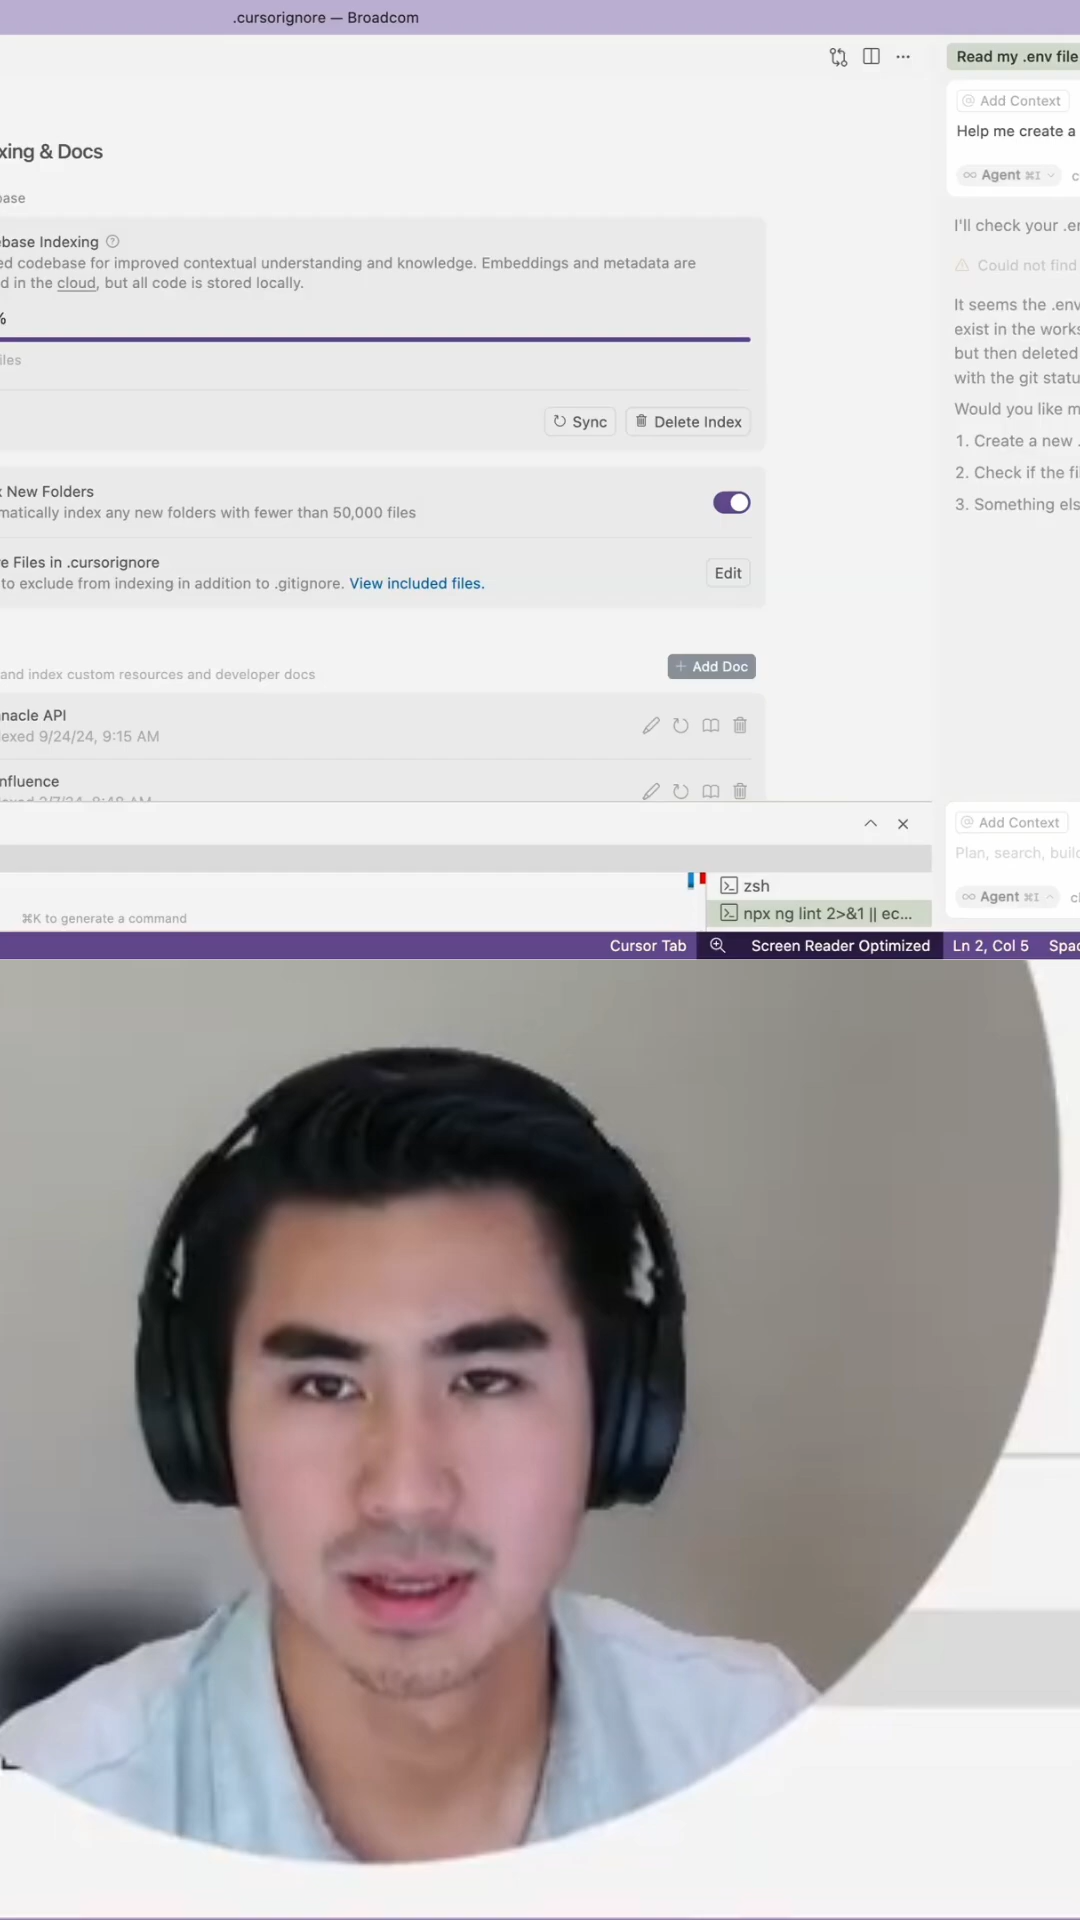 .cursorignore — Broadcom
Read my .env file
Add Context
Help me create a
Agent ⌘I
xing & Docs
base
ebase Indexing
I'll check your .en
ed codebase for improved contextual understanding and knowledge. Embeddings and metadata are
d in the cloud, but all code is stored locally.
Could not find
%
It seems the .env
exist in the works
but then deleted
with the git statu
iles
Would you like m
Sync
Delete Index
1. Create a new .
2. Check if the fil
3. Something els
x New Folders
matically index any new folders with fewer than 50,000 files
e Files in .cursorignore
to exclude from indexing in addition to .gitignore. View included files.
Edit
and index custom resources and developer docs
+ Add Doc
nacle API
exed 9/24/24, 9:15 AM
nfluence
Add Context
Plan, search, build
Agent ⌘I
zsh
npx ng lint 2>&1 || ec...
⌘K to generate a command
Cursor Tab
Screen Reader Optimized
Ln 2, Col 5
Spac